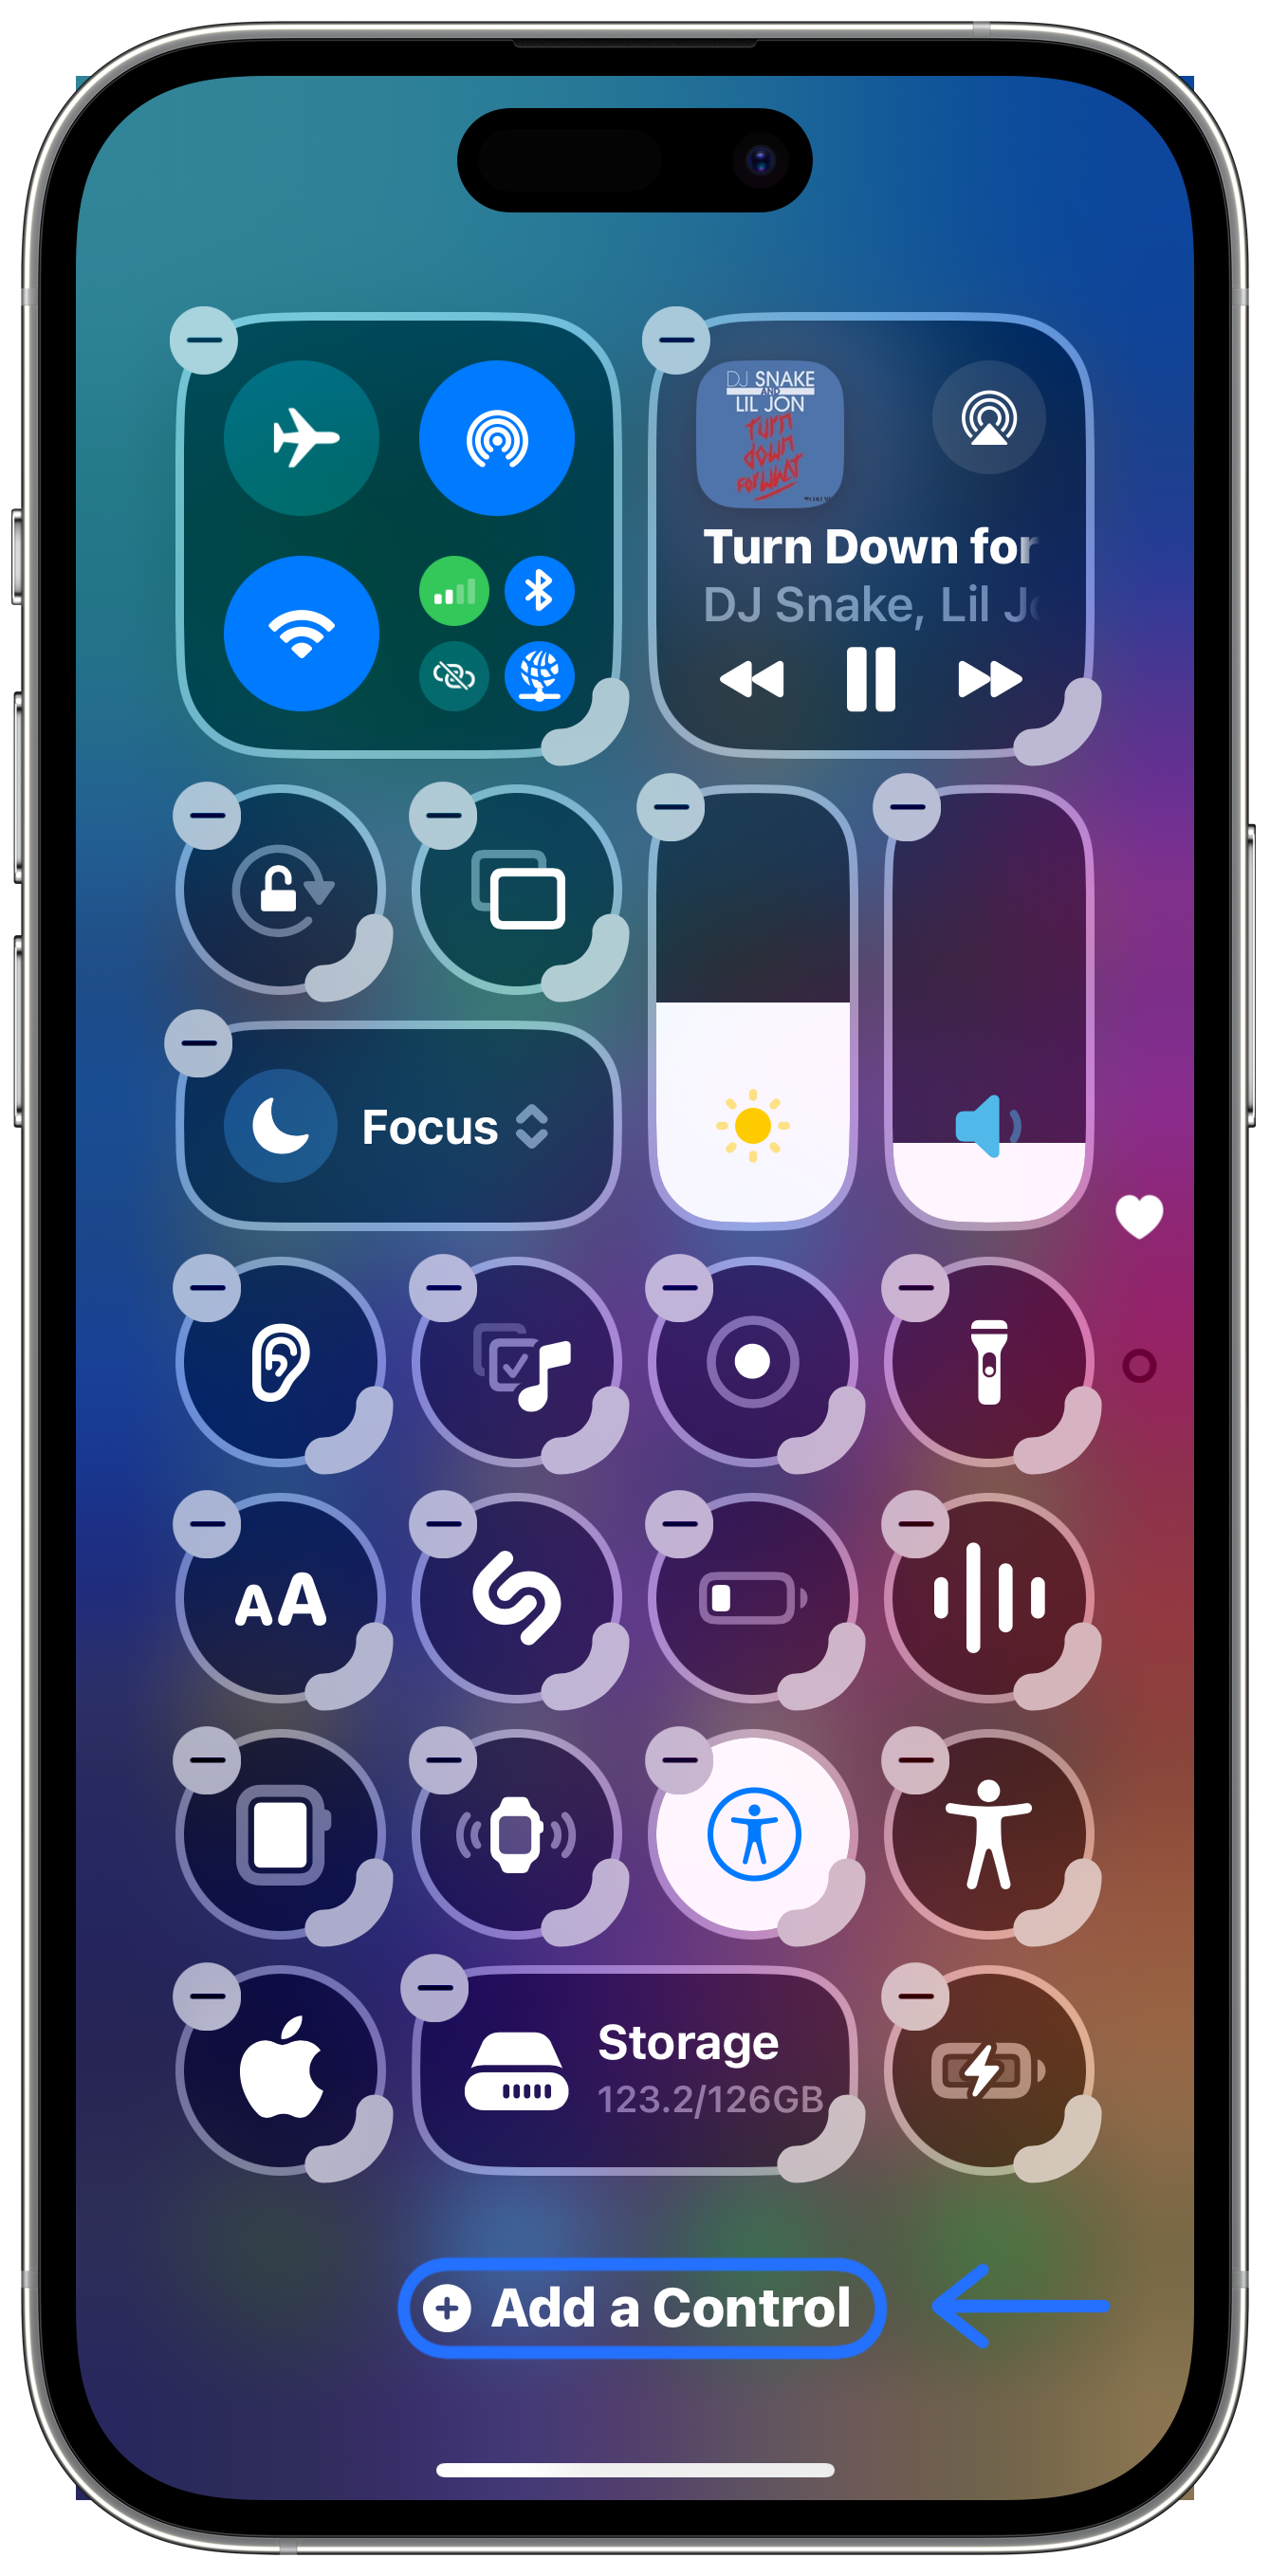 DJ SNAKE
AND
LIL JON
turn
down
FOR WHAT
Turn Down for
DJ Snake, Lil Jo
Focus
AA
Storage
123.2/126GB
Add a Control